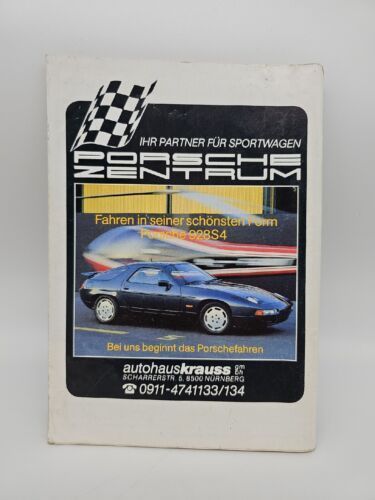 IHR PARTNER FÜR SPORTWAGEN
PORSCHE
ZENTRUM
Fahren in seiner schönsten Form
Porsche 928S4
Bei uns beginnt das Porschefahren
autohauskrauss gmbh
SCHARRERSTR. 5, 8500 NÜRNBERG
☎ 0911-4741133/134